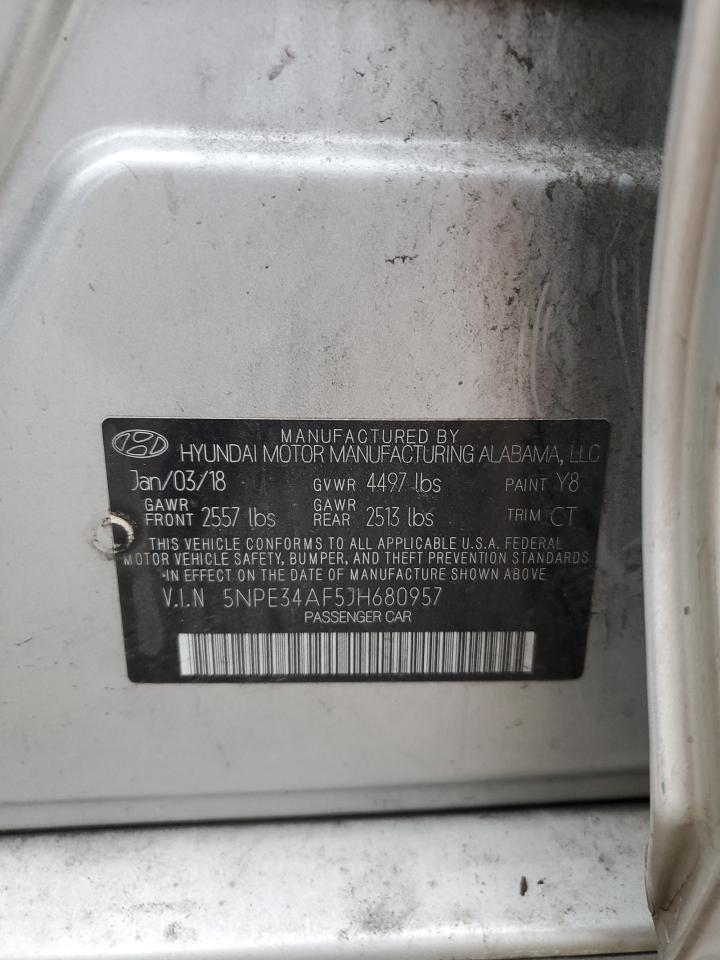 MANUFACTURED BY
HYUNDAI MOTOR MANUFACTURING ALABAMA, LLC
Jan/03/18 GVWR 4497 lbs PAINT Y8
GAWR FRONT 2557 lbs GAWR REAR 2513 lbs TRIM CT
THIS VEHICLE CONFORMS TO ALL APPLICABLE U.S.A. FEDERAL
MOTOR VEHICLE SAFETY, BUMPER, AND THEFT PREVENTION STANDARDS
IN EFFECT ON THE DATE OF MANUFACTURE SHOWN ABOVE
V.I.N 5NPE34AF5JH680957
PASSENGER CAR